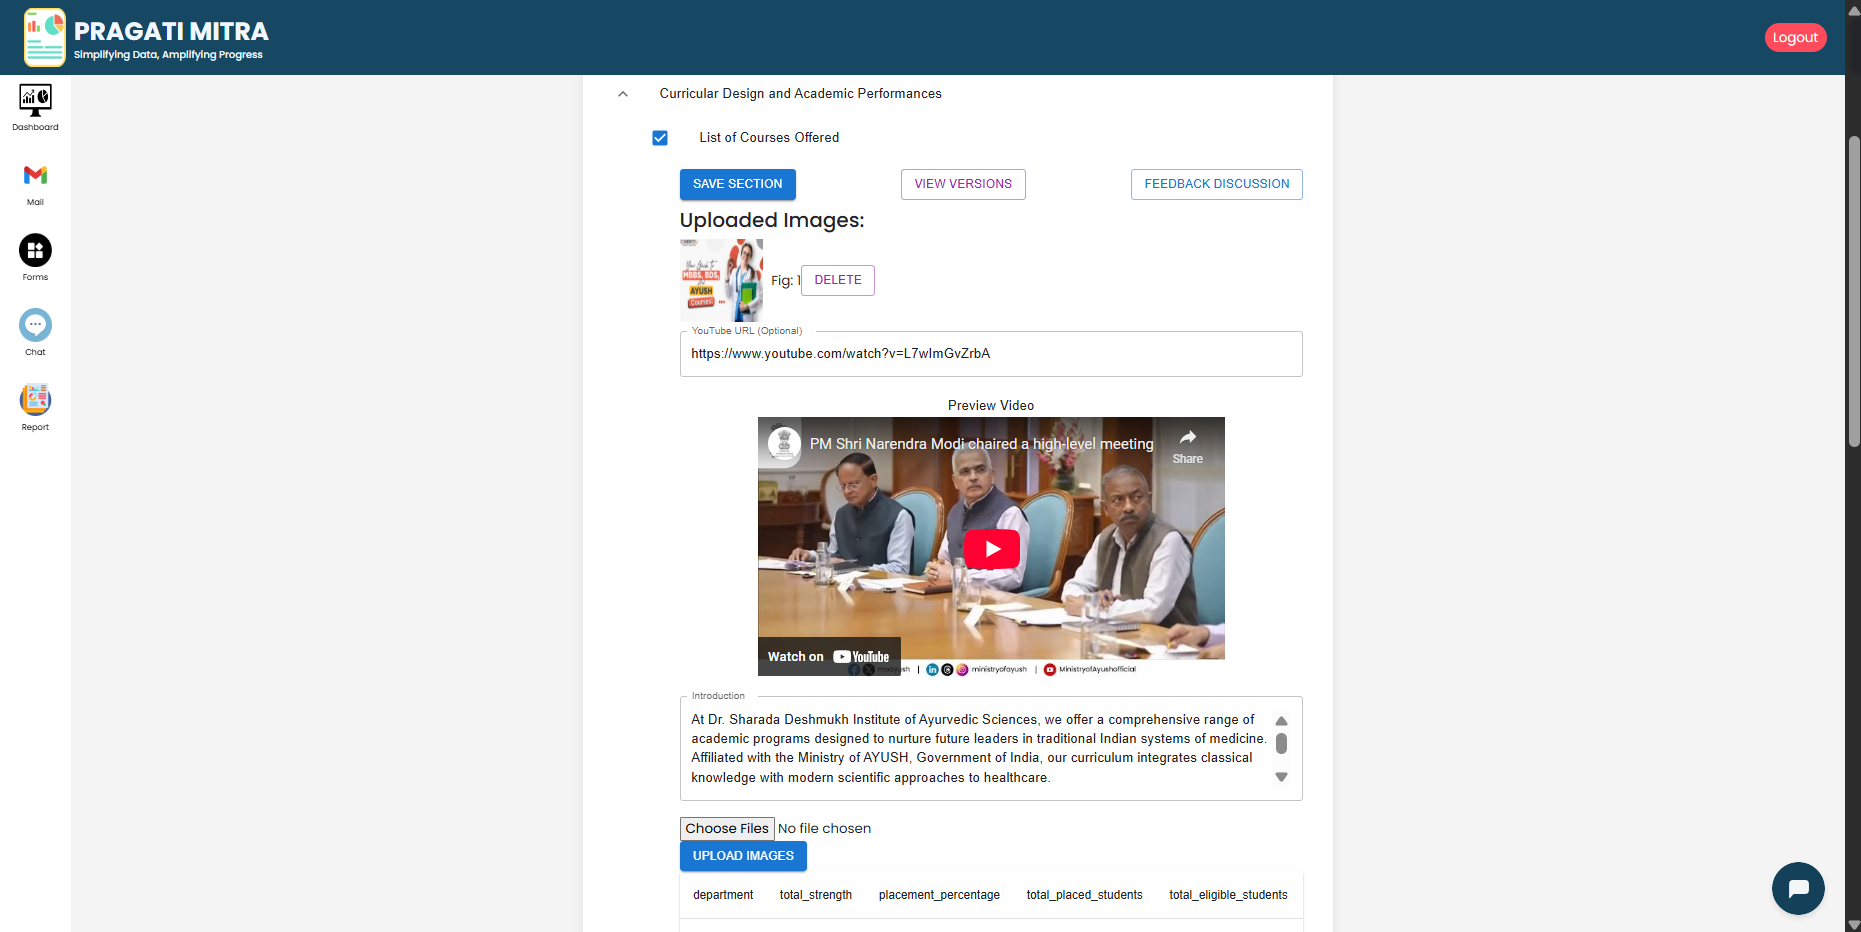 PRAGATI MITRA
Simplifying Data, Amplifying Progress
Logout
Dashboard
Mail
Forms
Chat
Report
Curricular Design and Academic Performances
List of Courses Offered
SAVE SECTION
VIEW VERSIONS
FEEDBACK DISCUSSION
Uploaded Images:
MBBS, BDS,
AYUSH
Courses
Fig: 1
DELETE
YouTube URL (Optional)
https://www.youtube.com/watch?v=L7wImGvZrbA
Preview Video
PM Shri Narendra Modi chaired a high-level meeting
Share
Watch on YouTube
ministryofayush
MinistryofAyushofficial
Introduction
At Dr. Sharada Deshmukh Institute of Ayurvedic Sciences, we offer a comprehensive range of
academic programs designed to nurture future leaders in traditional Indian systems of medicine.
Affiliated with the Ministry of AYUSH, Government of India, our curriculum integrates classical
knowledge with modern scientific approaches to healthcare.
Choose Files No file chosen
UPLOAD IMAGES
department total_strength placement_percentage total_placed_students total_eligible_students